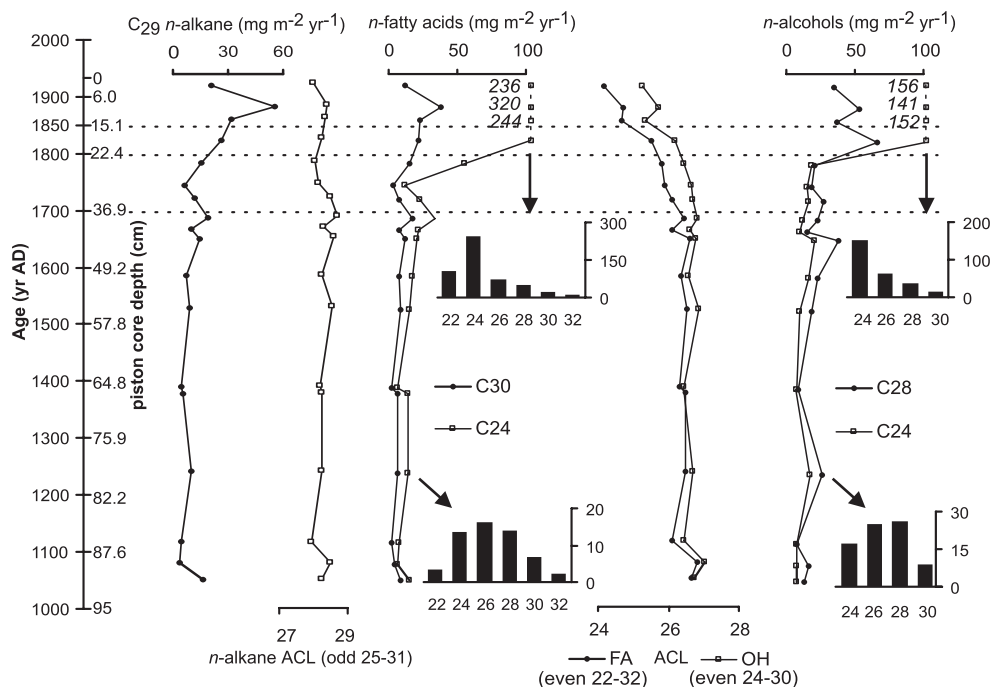 C29 n-alkane (mg m-2 yr-1)
n-fatty acids (mg m-2 yr-1)
n-alcohols (mg m-2 yr-1)
0 30 60
0 50 100
0 50 100
Age (yr AD)
2000
1900
1850
1800
1700
1600
1500
1400
1300
1200
1100
1000
piston core depth (cm)
0
6.0
15.1
22.4
36.9
49.2
57.8
64.8
75.9
82.2
87.6
95
236
320
244
156
141
152
300
150
0
22 24 26 28 30 32
200
100
0
24 26 28 30
C30
C24
C28
C24
20
10
0
22 24 26 28 30 32
30
15
0
24 26 28 30
27 29
n-alkane ACL (odd 25-31)
24 26 28
FA ACL OH
(even 22-32) (even 24-30)